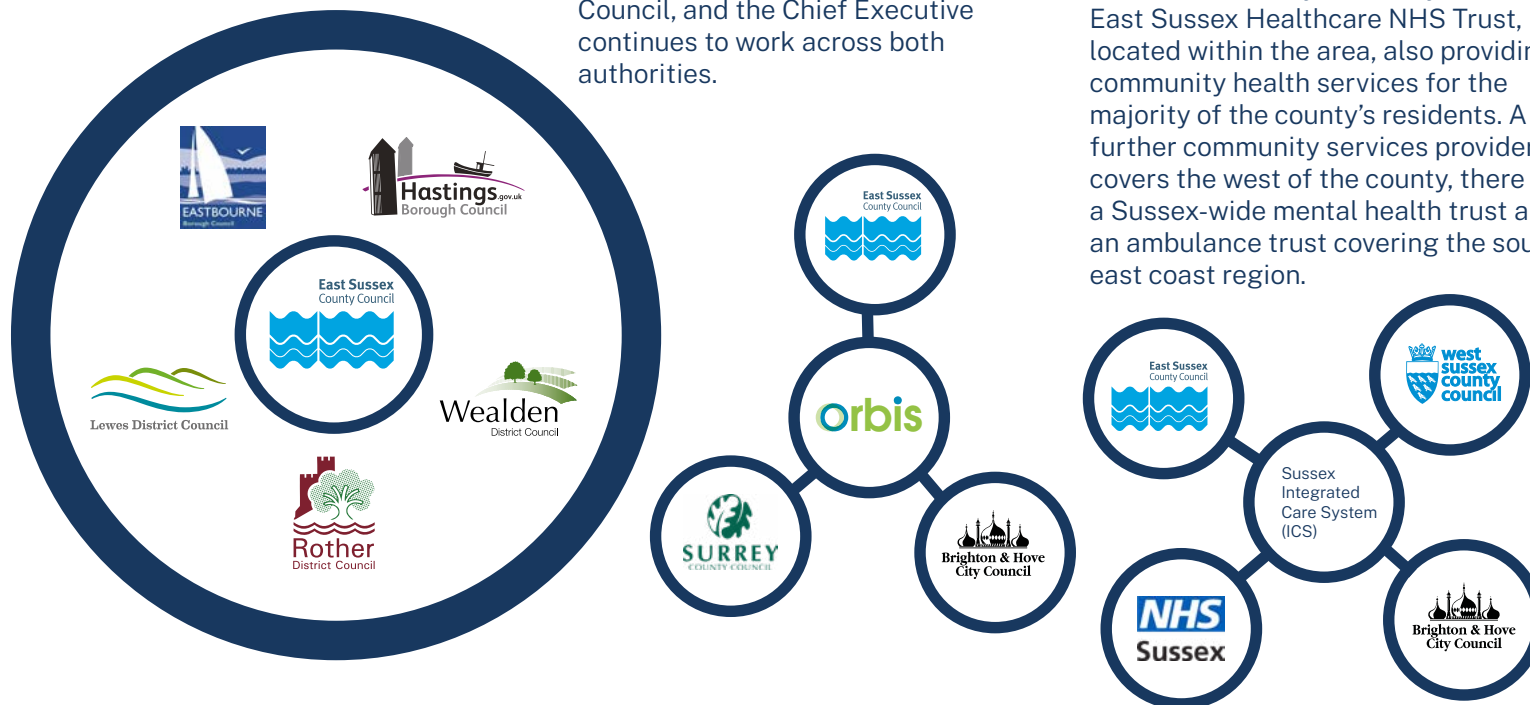 Council, and the Chief Executive
continues to work across both
authorities.
East Sussex Healthcare NHS Trust,
located within the area, also
community health services for the
majority of the county’s residents. A
further community services
covers the west of the county, there
a Sussex-wide mental health trust
an ambulance trust covering the
east coast region.
EASTBOURNE
Borough Council
Hastings.gov.uk
Borough Council
East Sussex
County Council
Lewes District Council
Wealden
District Council
Rother
District Council
East Sussex
County Council
orbis
SURREY
COUNTY COUNCIL
Brighton & Hove
City Council
East Sussex
County Council
west
sussex
county
council
Sussex
Integrated
Care System
(ICS)
NHS
Sussex
Brighton & Hove
City Council